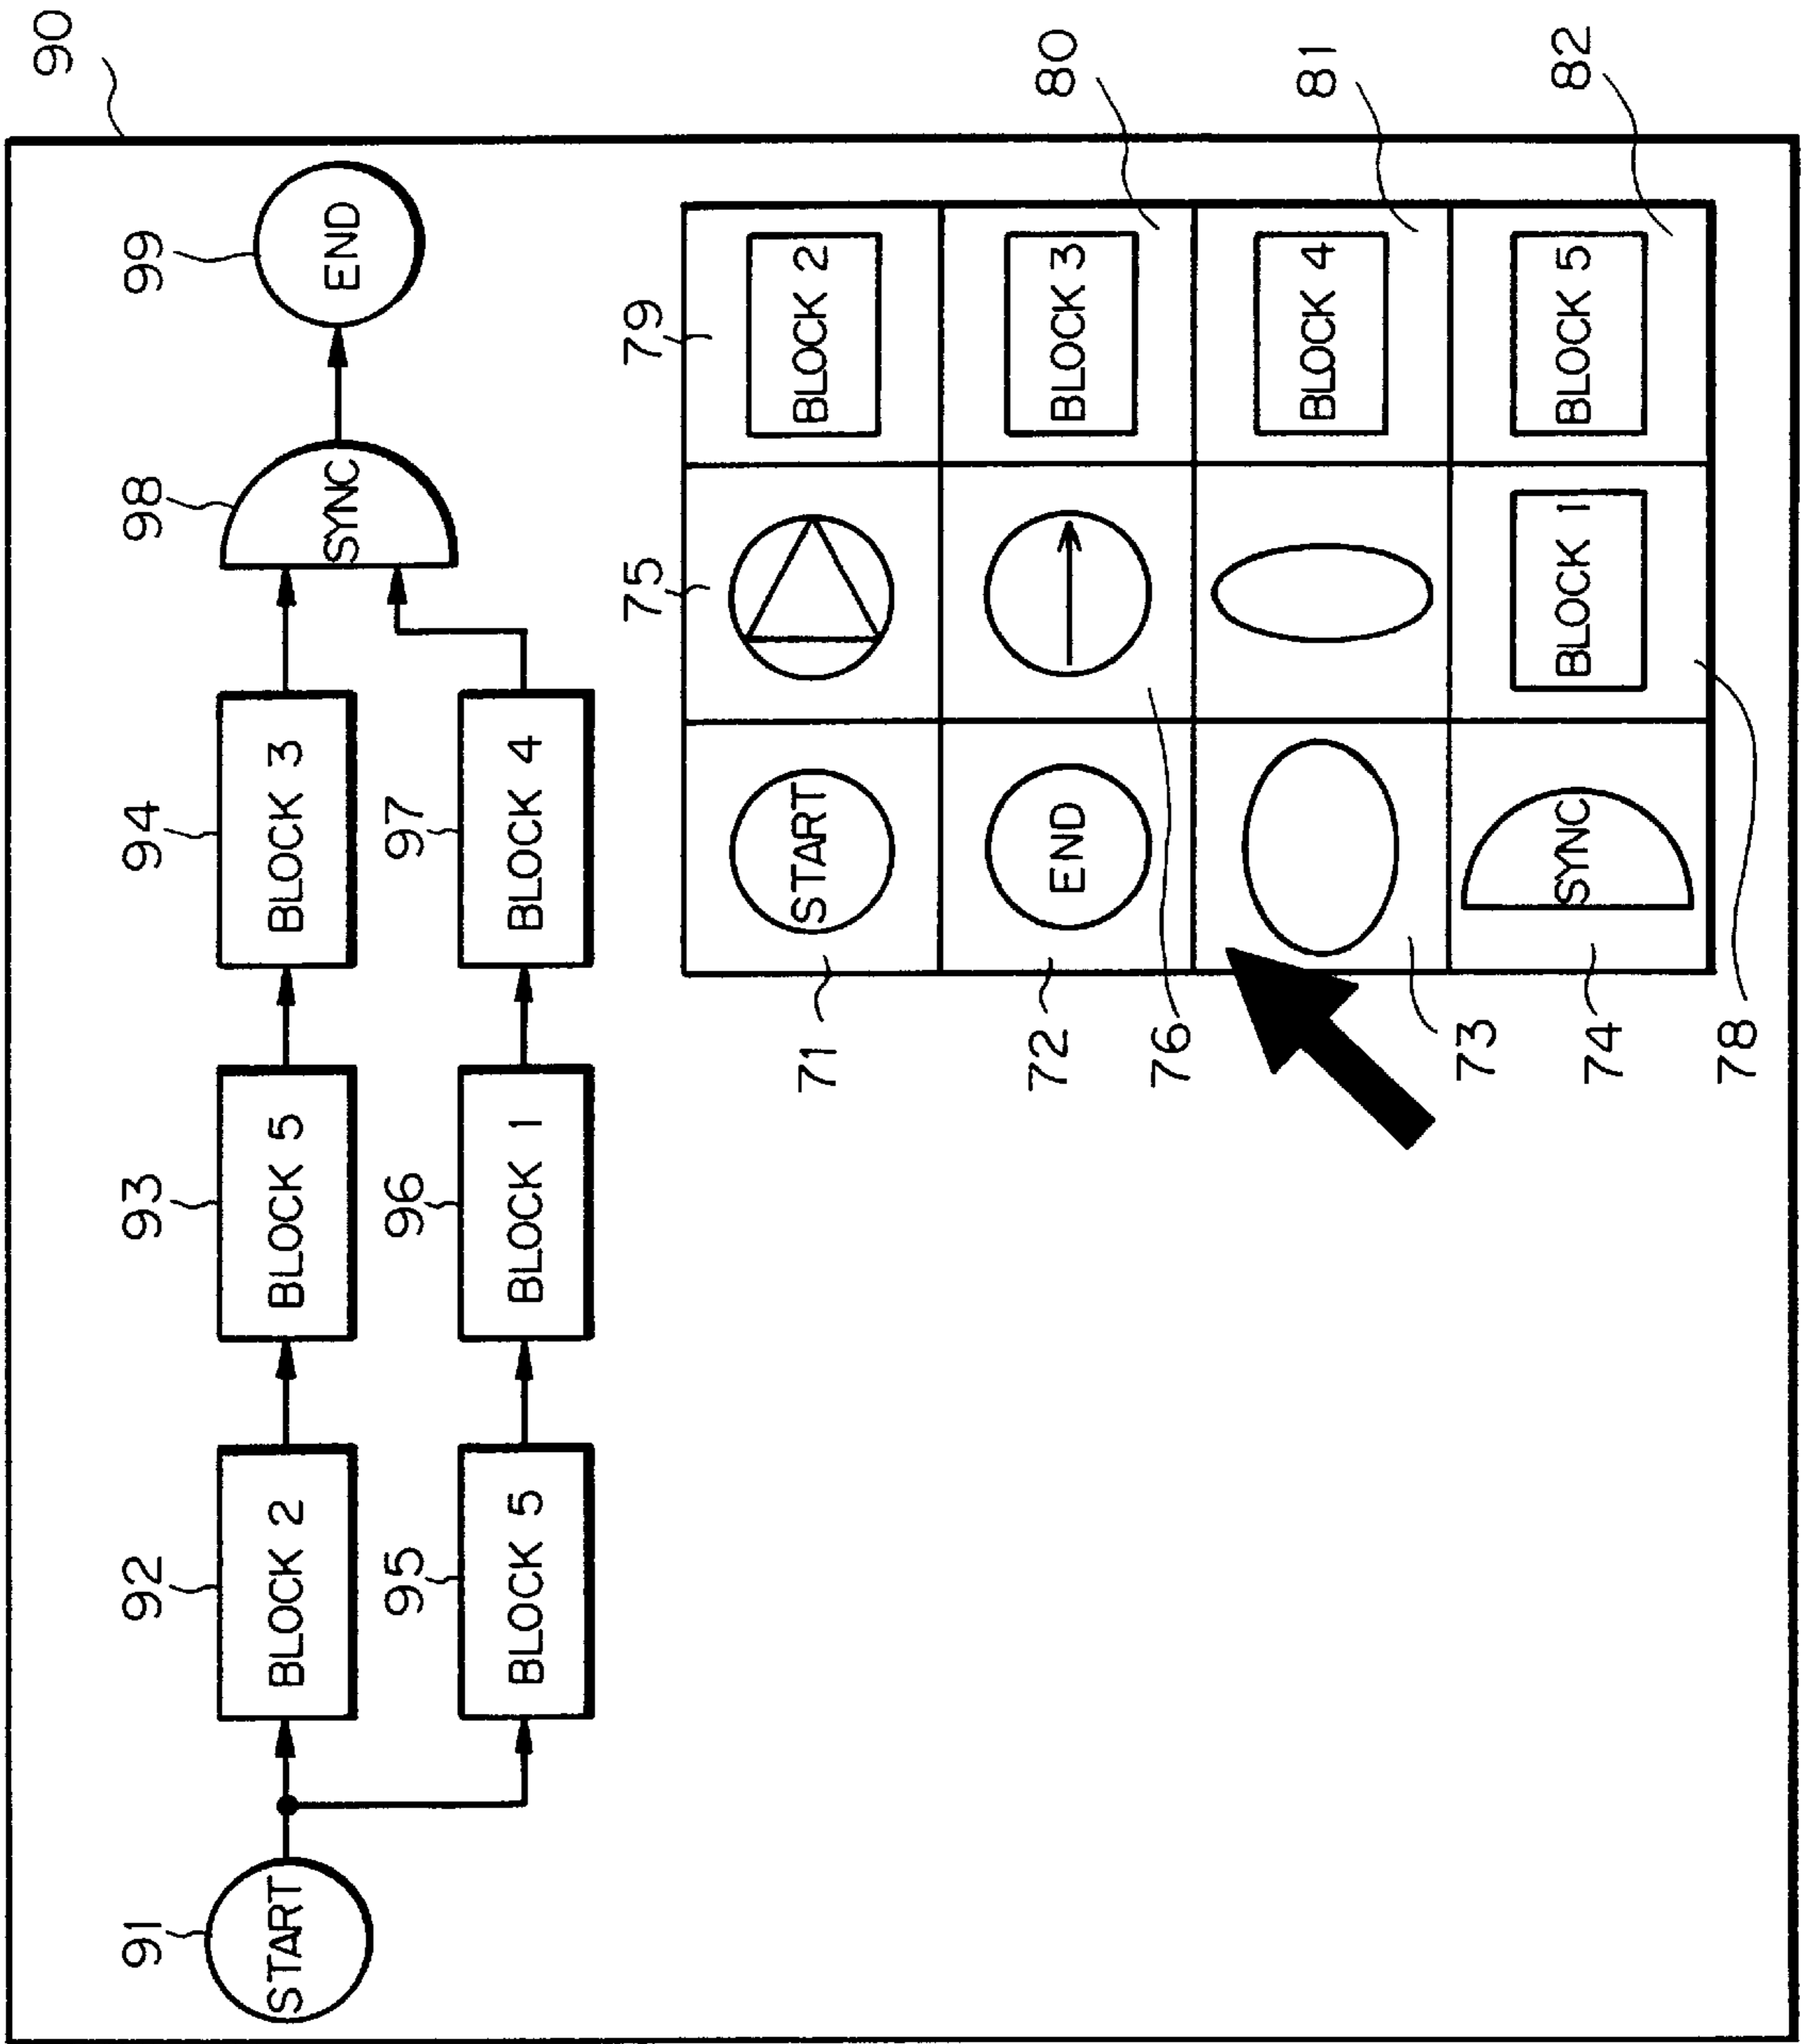 90
91 92 93 94 98 99
START BLOCK 2 BLOCK 5 BLOCK 3 SYNC END
95 96 97
BLOCK 5 BLOCK 1 BLOCK 4
75 79
71 START BLOCK 2
72 END BLOCK 3 80
76
73 BLOCK 4 81
74 SYNC BLOCK 1 BLOCK 5 82
78